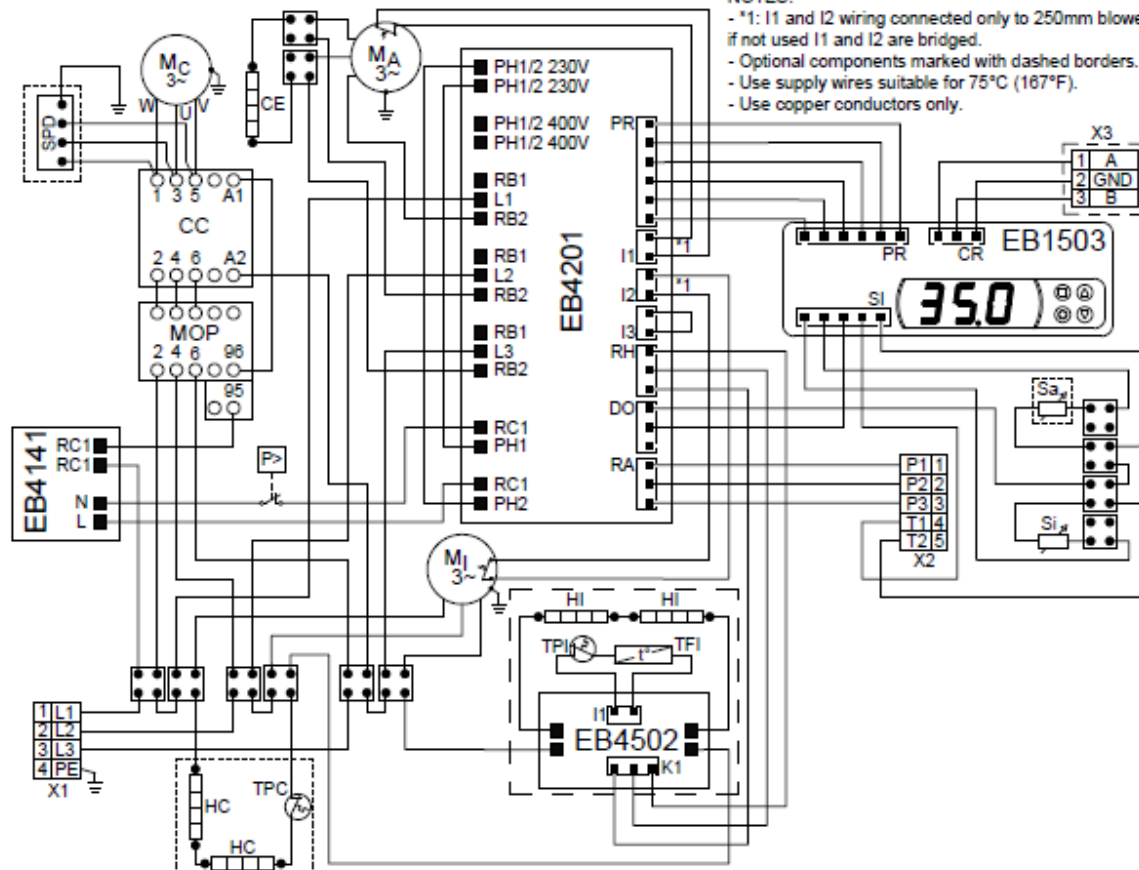 NOTES:
- *1: I1 and I2 wiring connected only to 250mm
if not used I1 and I2 are bridged.
- Optional components marked with dashed borders.
- Use supply wires suitable for 75°C (167°F).
- Use copper conductors only.
MC
3~
W
U
V
SPD
CE
MA
3~
1 3 5 A1
CC
2 4 6 A2
MOP
2 4 6 96
95
EB4141
RC1
RC1
N
L
P>
EB4201
PH1/2 230V
PH1/2 230V
PH1/2 400V
PH1/2 400V
RB1
L1
RB2
RB1
L2
RB2
RB1
L3
RB2
RC1
PH1
RC1
PH2
PR
I1
*1
I2
*1
I3
RH
DO
RA
X3
1 A
2 GND
3 B
EB1503
PR
CR
SI
35.0
Sa
Si
P1 1
P2 2
P3 3
T1 4
T2 5
X2
MI
3~
HI
HI
TPI
t°
TFI
I1
EB4502
K1
1 L1
2 L2
3 L3
4 PE
X1
HC
TPC
HC